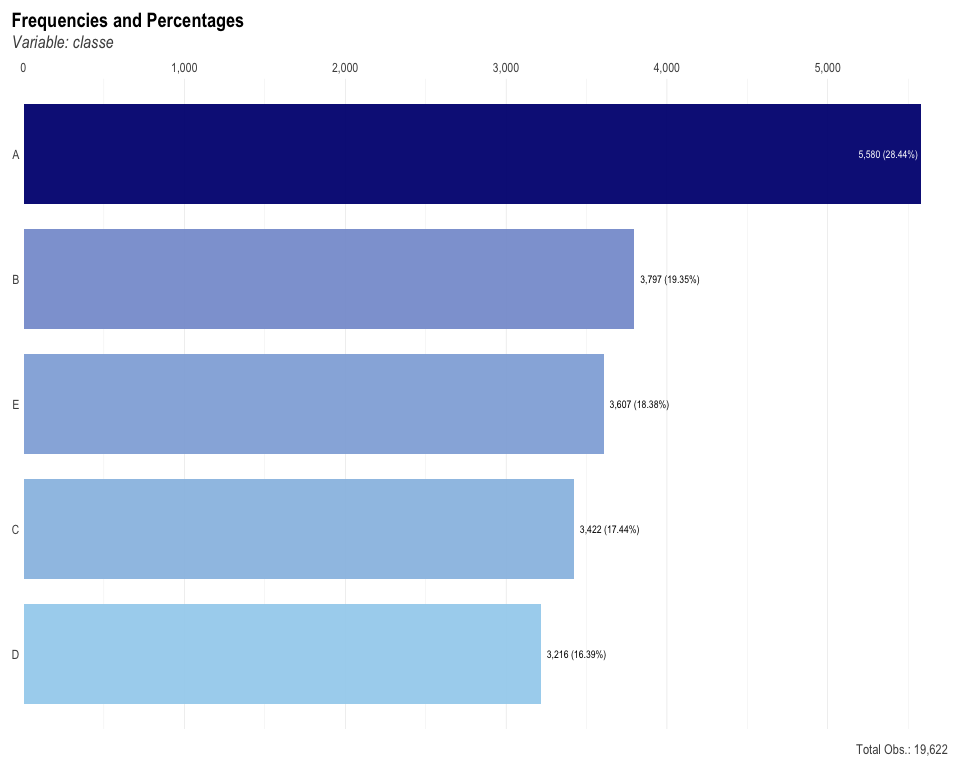 Frequencies and Percentages
Variable: classe
0 1,000 2,000 3,000 4,000 5,000
A 5,580 (28.44%)
B 3,797 (19.35%)
E 3,607 (18.38%)
C 3,422 (17.44%)
D 3,216 (16.39%)
Total Obs.: 19,622